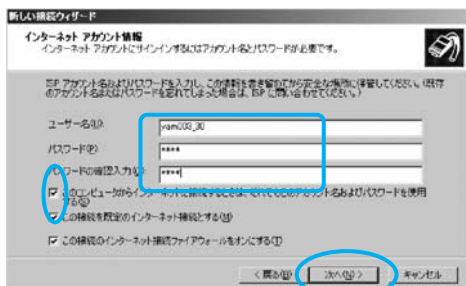 新しい接続ウィザード
インターネット アカウント情報
インターネット アカウントにサインインするにはアカウント名とパスワードが必要です。
ISP アカウント名およびパスワードを入力し、この情報を書き留めてから安全な場所に保管してください。(既存
のアカウント名またはパスワードを忘れてしまった場合は、ISP に問い合わせてください。)
ユーザー名(U):
yam003_30
パスワード(P):
****
パスワードの確認入力(C):
****
このコンピュータからインターネットに接続するときは、だれでもこのアカウント名およびパスワードを使用
する(S)
この接続を既定のインターネット接続とする(M)
この接続のインターネット接続ファイアウォールをオンにする(T)
< 戻る(B)
次へ(N) >
キャンセル